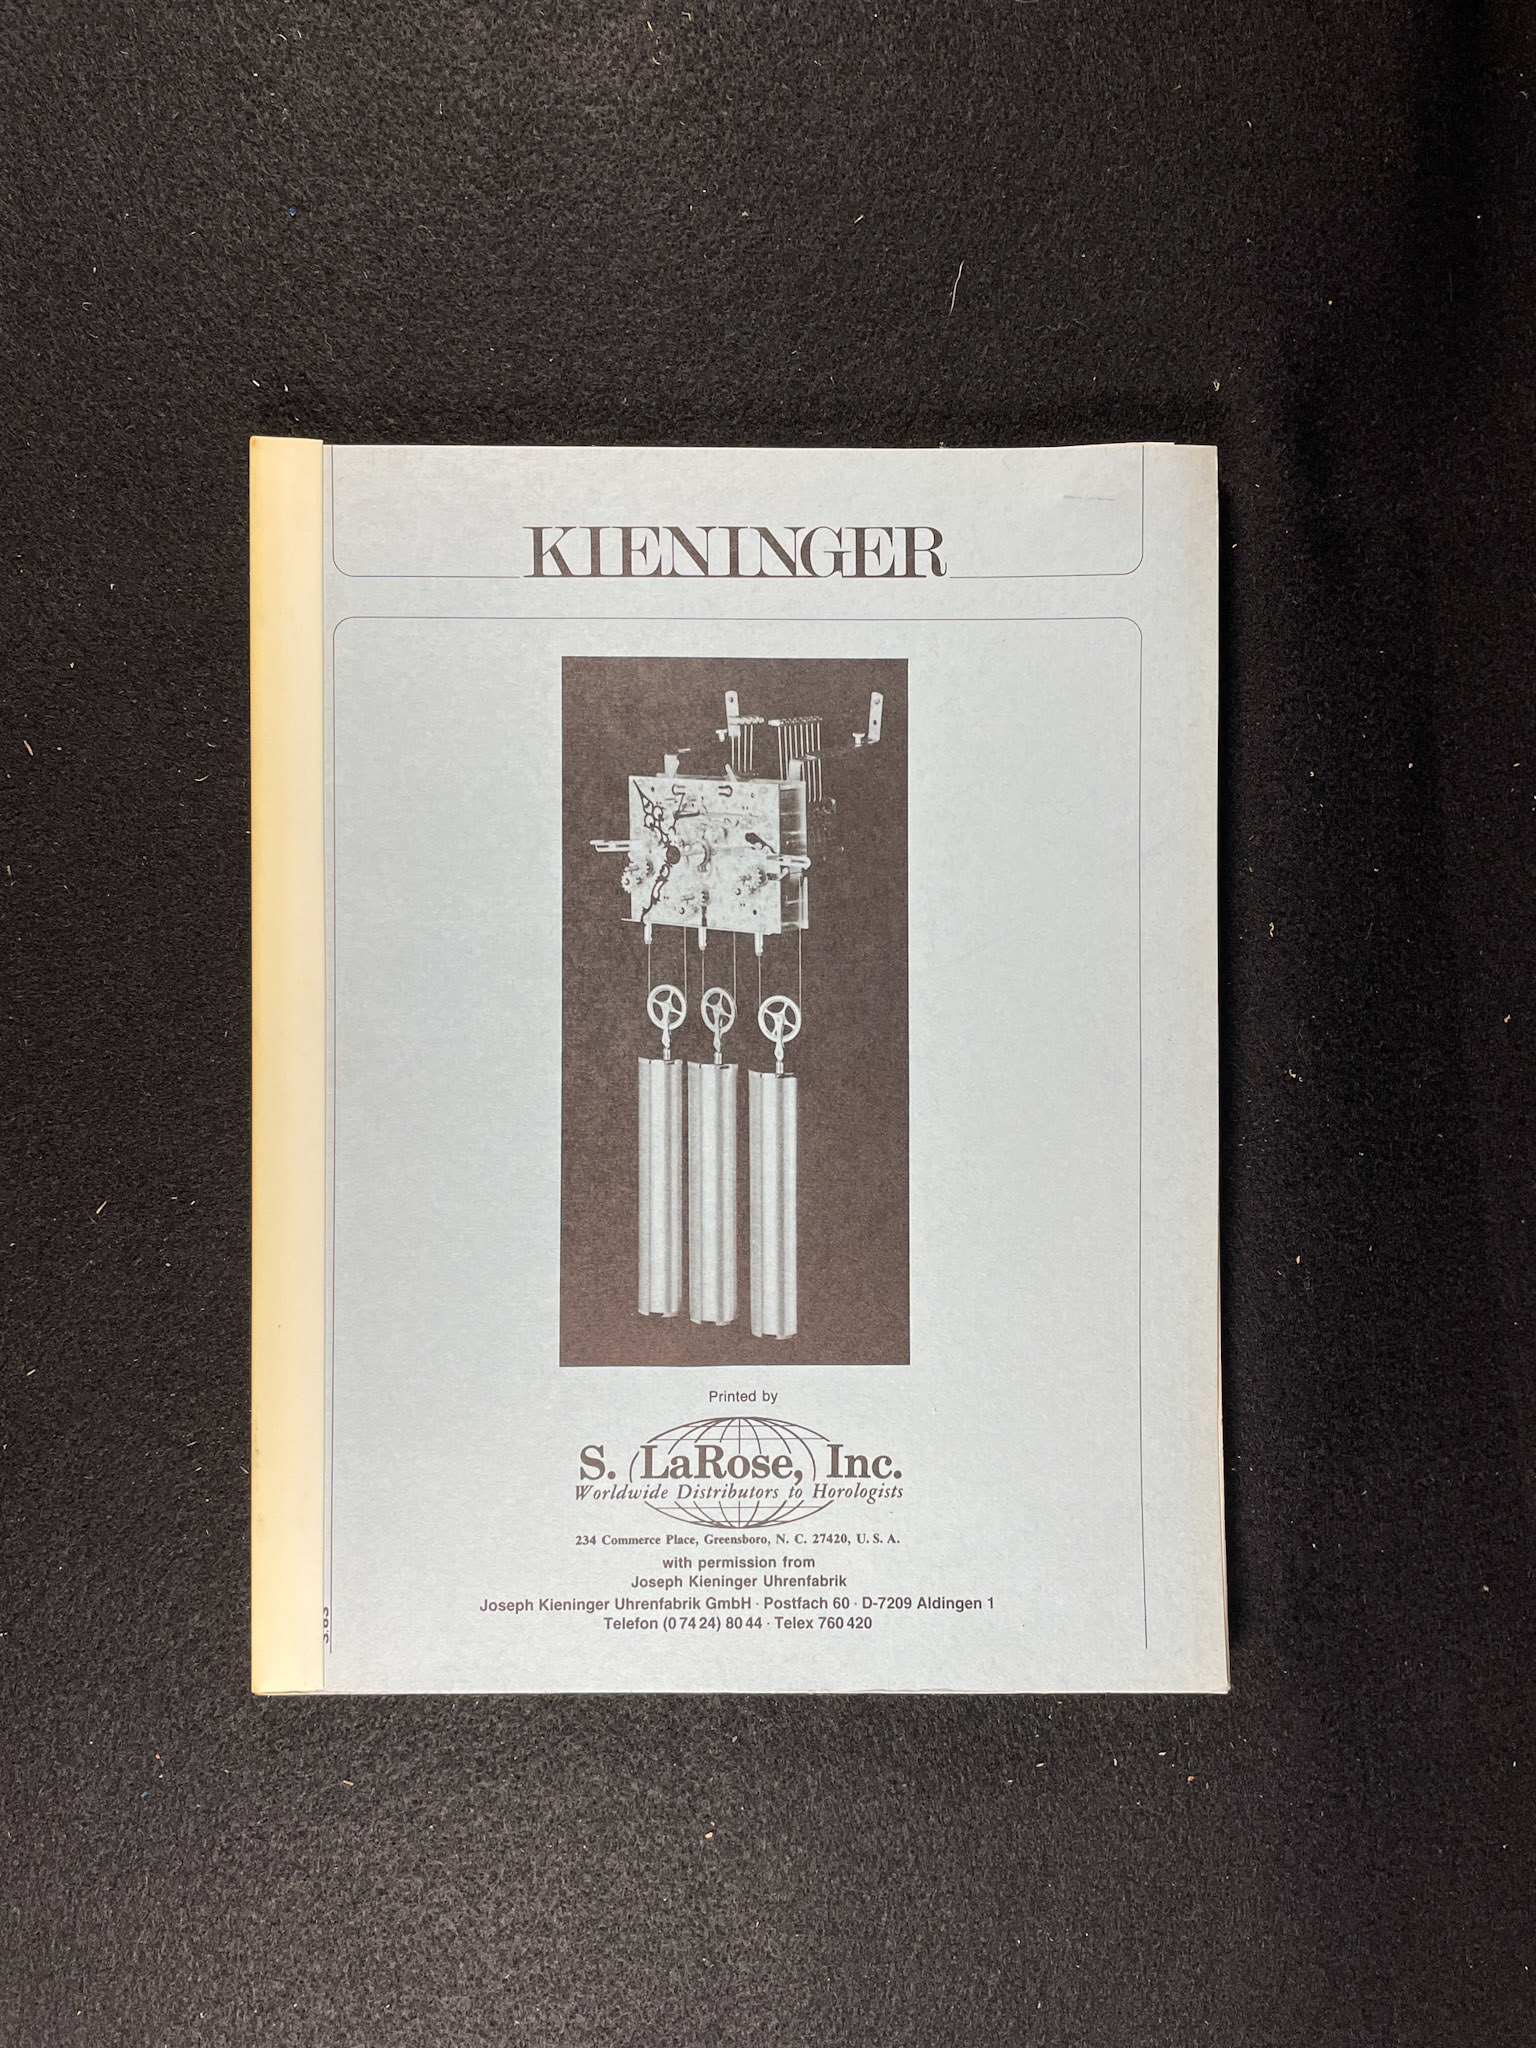 KIENINGER
Printed by
S. LaRose, Inc.
Worldwide Distributors to Horologists
234 Commerce Place, Greensboro, N. C. 27420, U. S. A.
with permission from
Joseph Kieninger Uhrenfabrik
Joseph Kieninger Uhrenfabrik GmbH · Postfach 60 · D-7209 Aldingen 1
Telefon (0 74 24) 80 44 · Telex 760 420